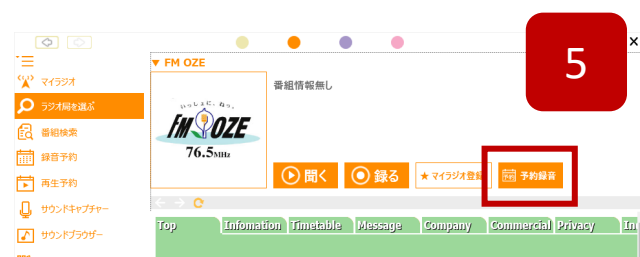 5
X
マイラジオ
ラジオ局を選ぶ
番組検索
録音予約
再生予約
サウンドキャプチャー
サウンドブラウザー
▼ FM OZE
いっしょに、ねっ。
FM OZE
76.5MHz
番組情報無し
聞く
録る
★マイラジオ登録
予約 予約録音
Top Infomation Timetable Message Company Commercial Privacy In